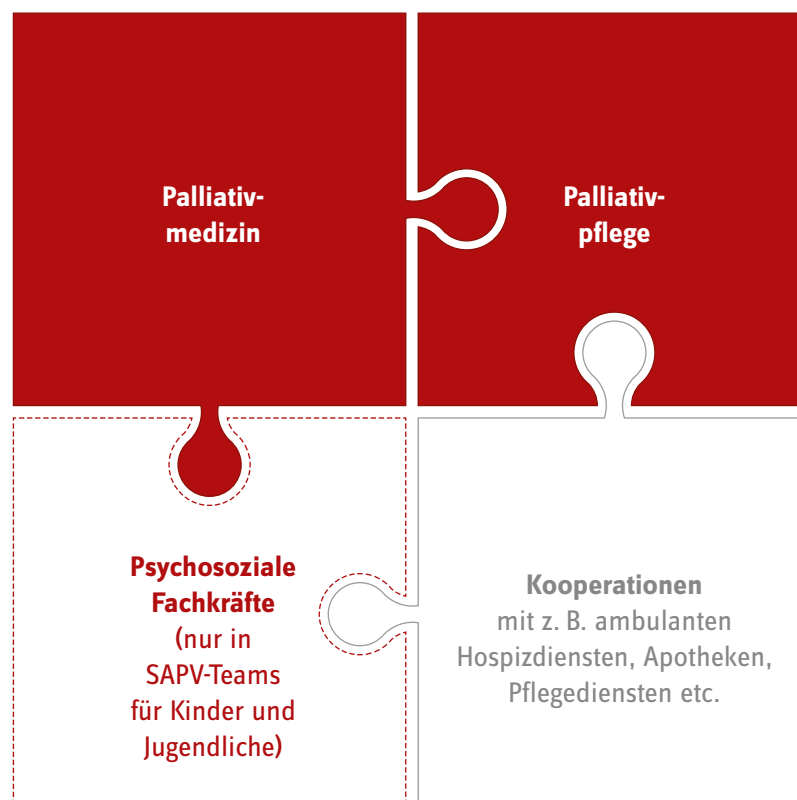 Palliativ-
medizin
Palliativ-
pflege
Psychosoziale
Fachkräfte
(nur in
SAPV-Teams
für Kinder und
Jugendliche)
Kooperationen
mit z. B. ambulanten
Hospizdiensten, Apotheken,
Pflegediensten etc.